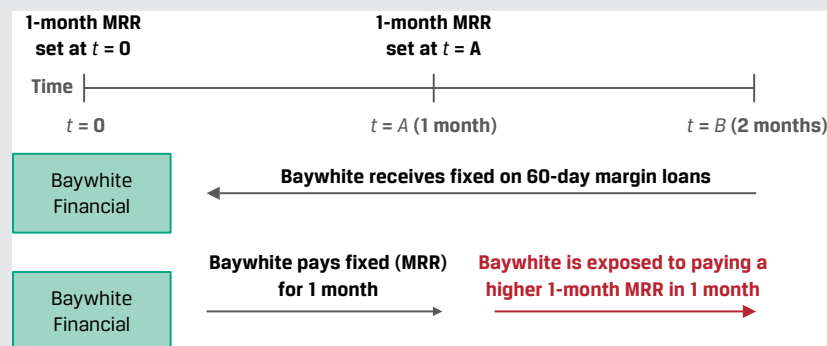 1-month MRR
set at t = 0
1-month MRR
set at t = A
Time
t = 0
t = A (1 month)
t = B (2 months)
Baywhite
Financial
Baywhite receives fixed on 60-day margin loans
Baywhite
Financial
Baywhite pays fixed (MRR)
for 1 month
Baywhite is exposed to paying a
higher 1-month MRR in 1 month